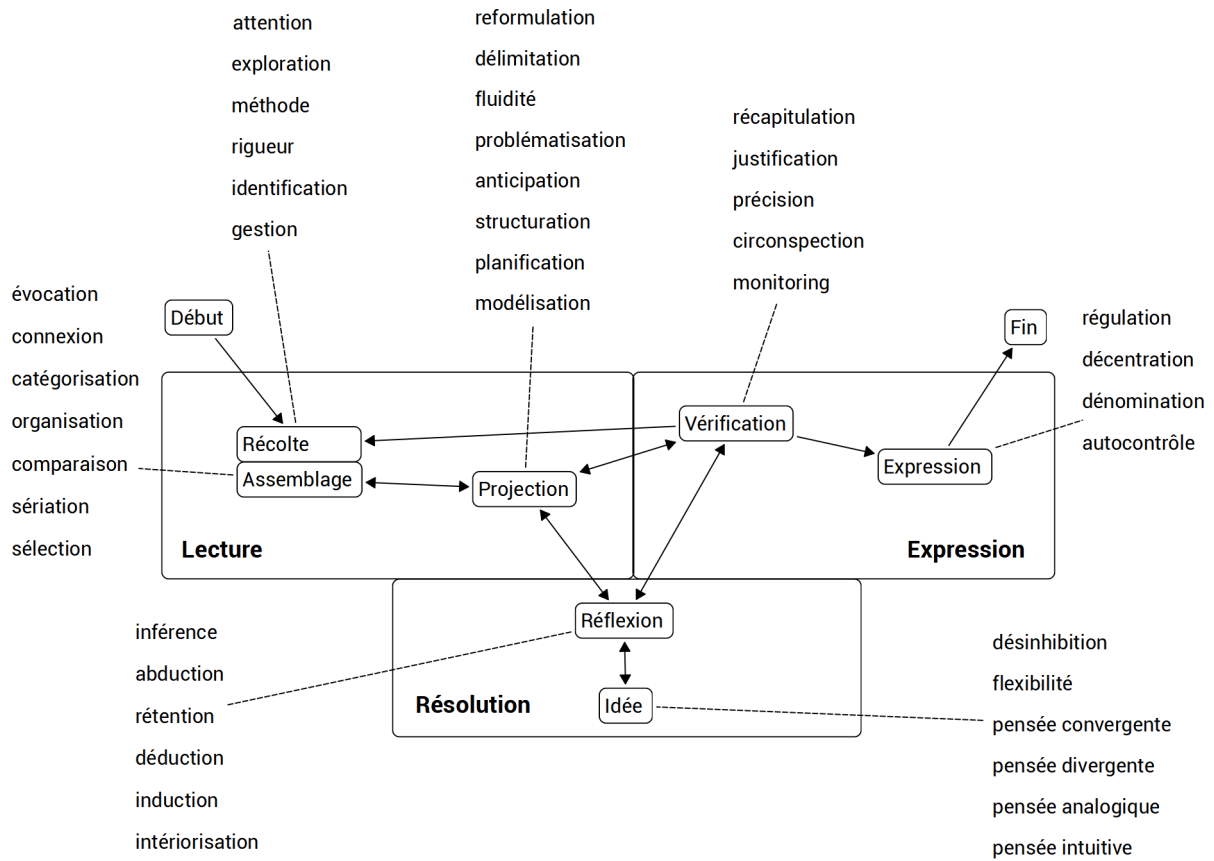 attention
exploration
méthode
rigueur
identification
gestion
reformulation
délimitation
fluidité
problématisation
anticipation
structuration
planification
modélisation
récapitulation
justification
précision
circonspection
monitoring
évocation
connexion
catégorisation
organisation
comparaison
sériation
sélection
Début
Fin
régulation
décentration
dénomination
autocontrôle
Récolte
Assemblage
Projection
Vérification
Expression
Lecture
Expression
Réflexion
Idée
Résolution
inférence
abduction
rétention
déduction
induction
intériorisation
désinhibition
flexibilité
pensée convergente
pensée divergente
pensée analogique
pensée intuitive